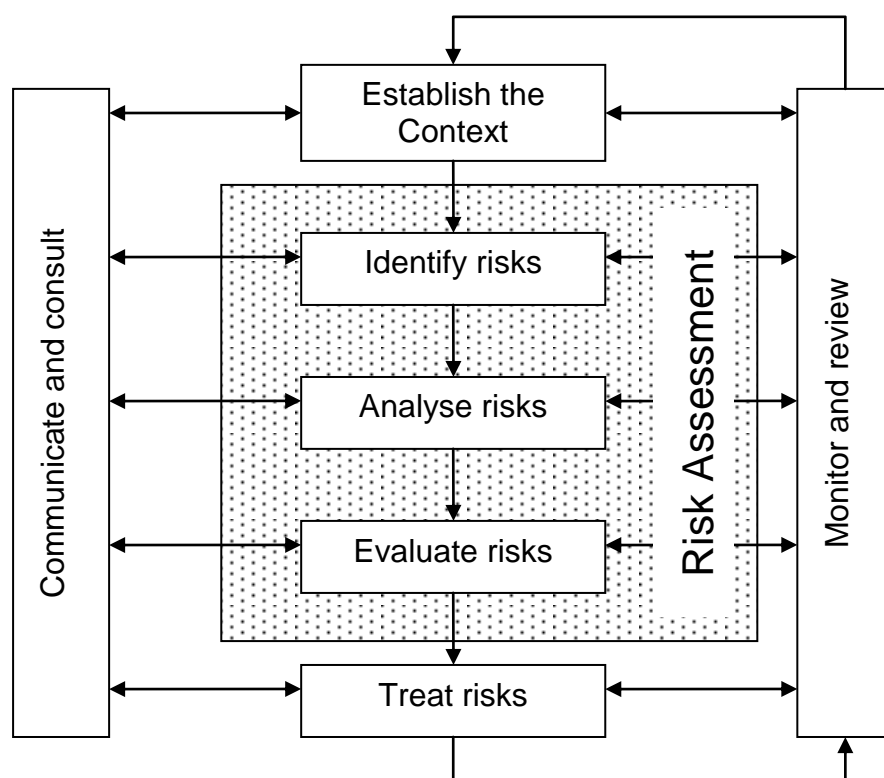 Establish the
Context
Communicate and consult
Identify risks
Analyse risks
Evaluate risks
Risk Assessment
Monitor and review
Treat risks